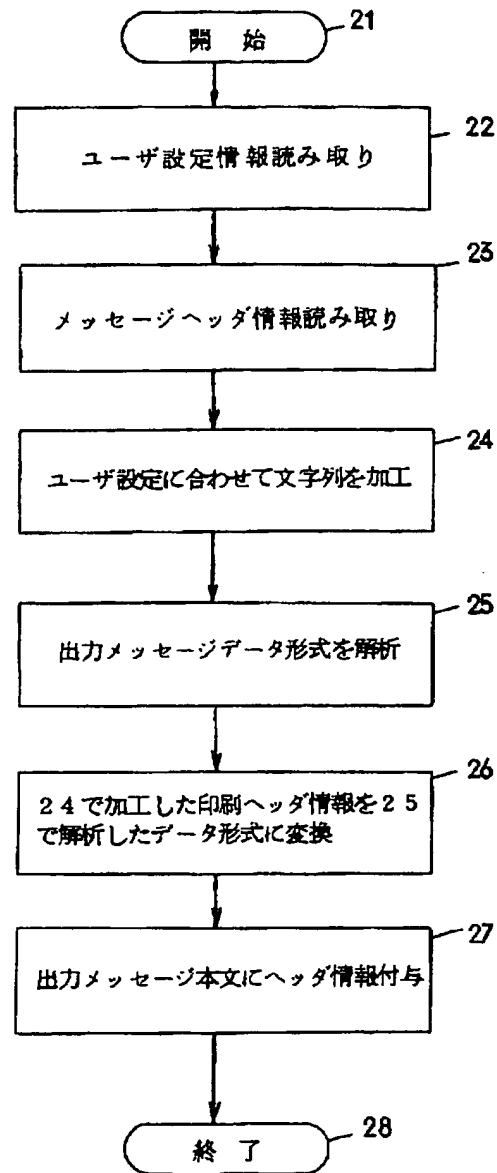 開 始
21
ユーザ設定情報読み取り
22
メッセージヘッダ情報読み取り
23
ユーザ設定に合わせて文字列を加工
24
出力メッセージデータ形式を解析
25
24で加工した印刷ヘッダ情報を25
で解析したデータ形式に変換
26
出力メッセージ本文にヘッダ情報付与
27
終 了
28